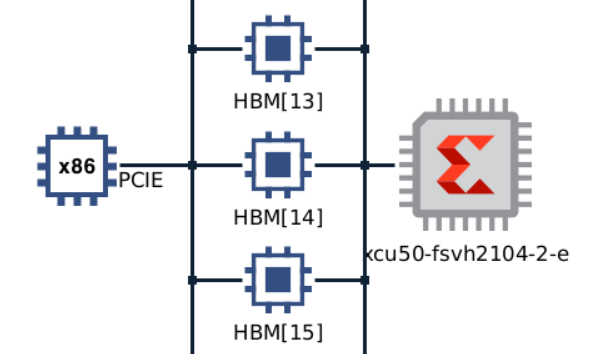 HBM[13]
x86
PCIE
HBM[14]
xcu50-fsvh2104-2-e
HBM[15]